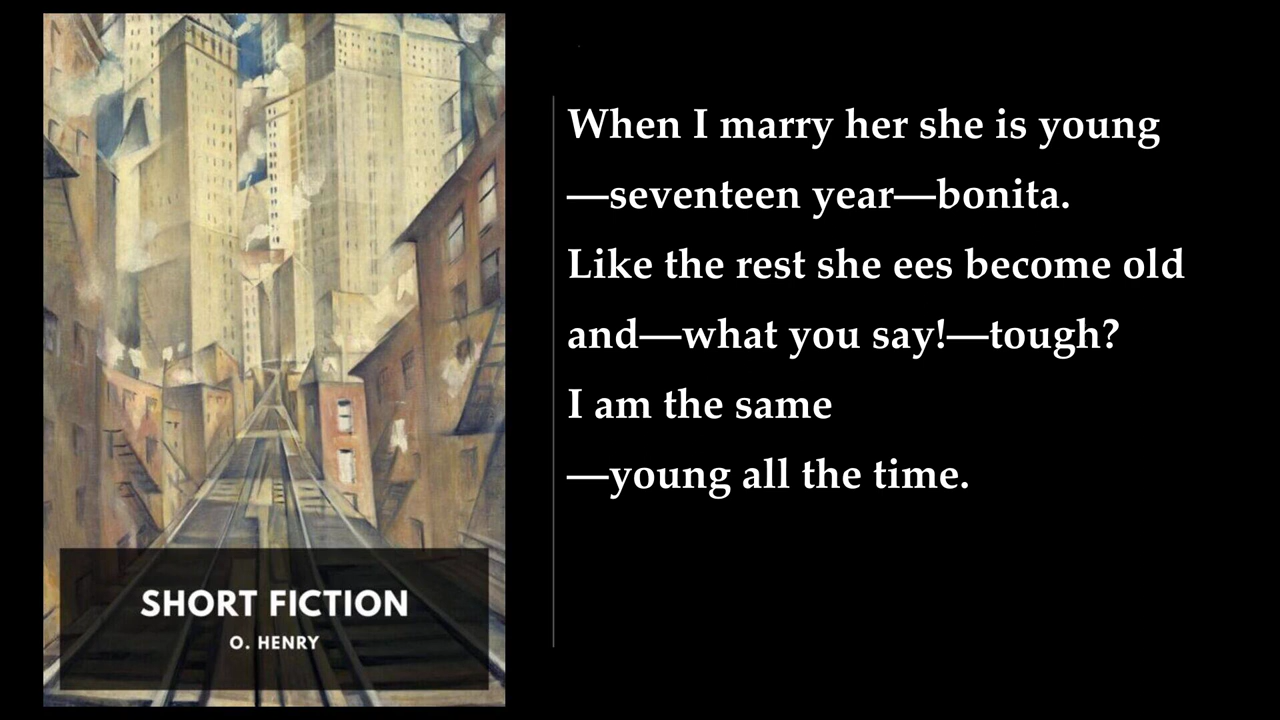 When I marry her she is young
—seventeen year—bonita.
Like the rest she ees become old
and—what you say!—tough?
I am the same
—young all the time.
SHORT FICTION
O. HENRY